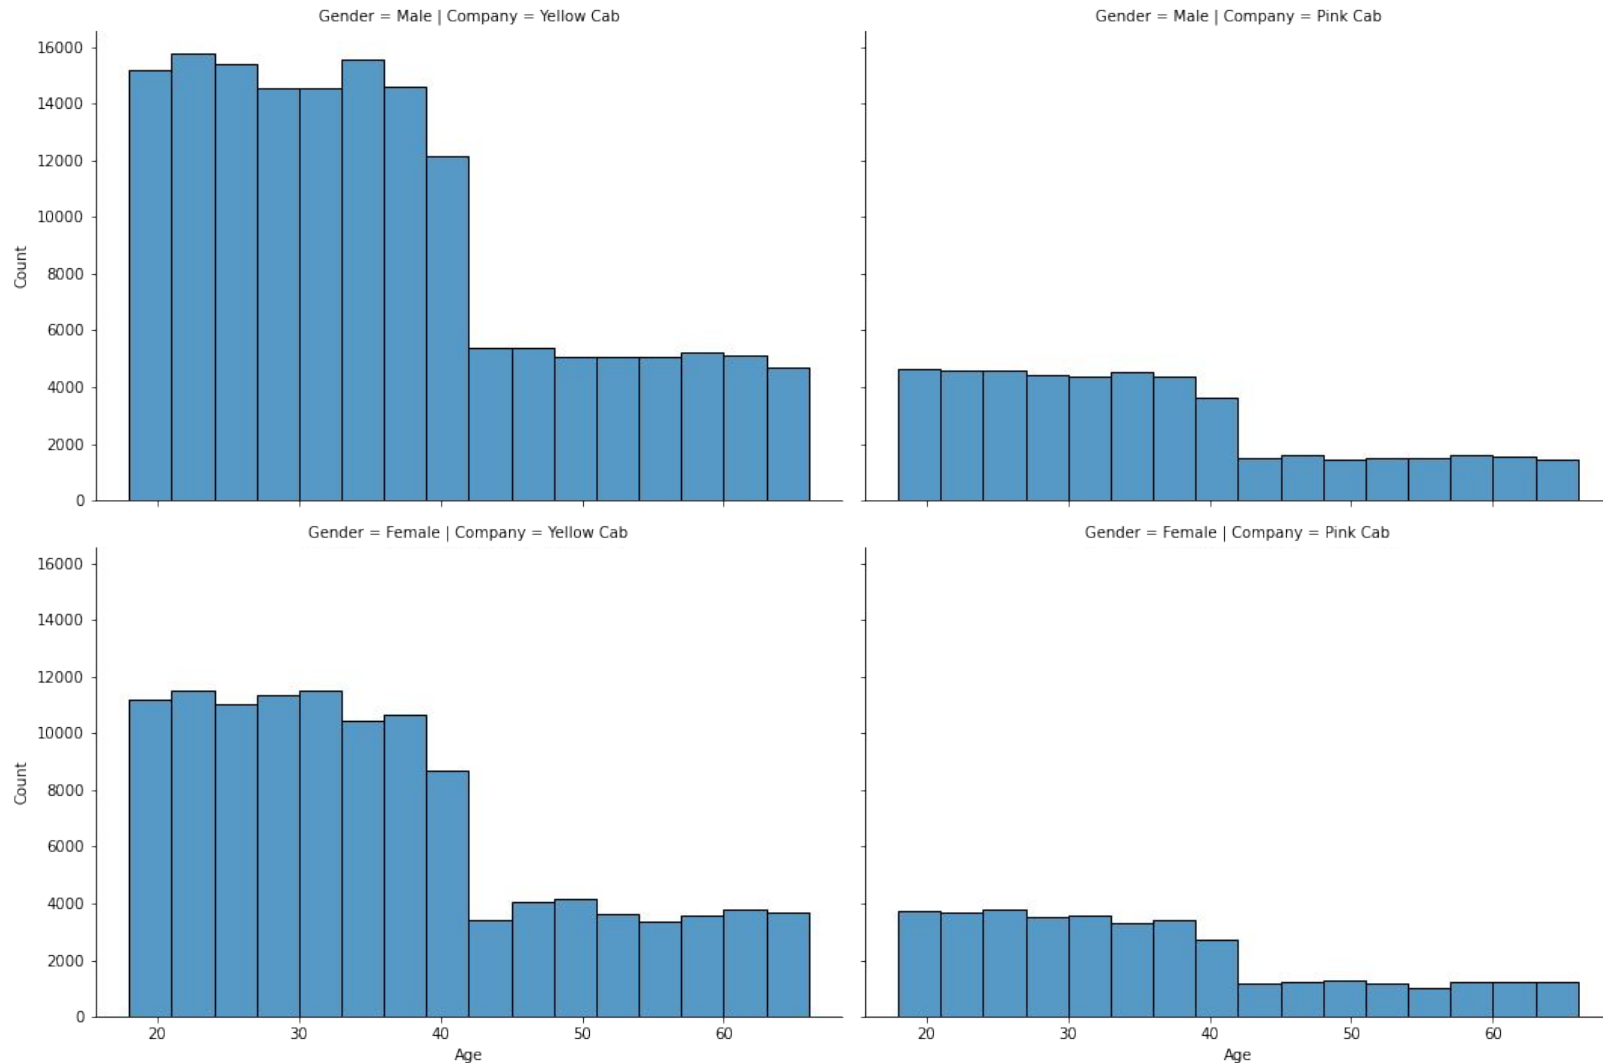 Gender = Male | Company = Yellow Cab
Gender = Male | Company = Pink Cab
16000
14000
12000
10000
8000
6000
4000
2000
0
Count
Gender = Female | Company = Yellow Cab
Gender = Female | Company = Pink Cab
16000
14000
12000
10000
8000
6000
4000
2000
0
Count
20 30 40 50 60
Age
20 30 40 50 60
Age